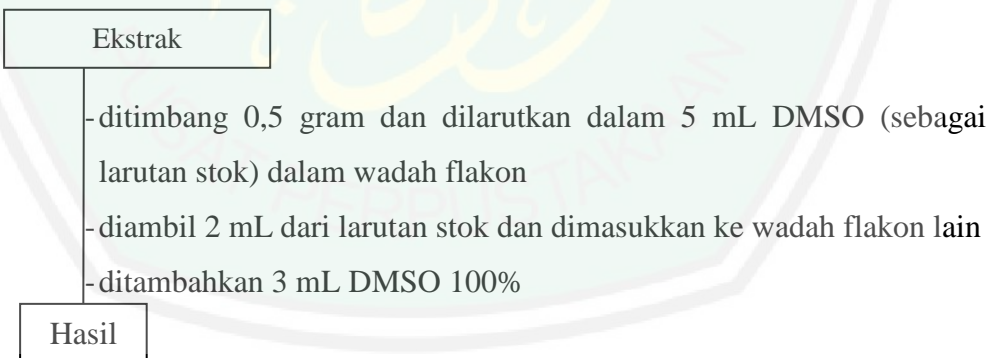 Ekstrak
-ditimbang 0,5 gram dan dilarutkan dalam 5 mL DMSO (sebagai
larutan stok) dalam wadah flakon
-diambil 2 mL dari larutan stok dan dimasukkan ke wadah flakon lain
-ditambahkan 3 mL DMSO 100%
Hasil